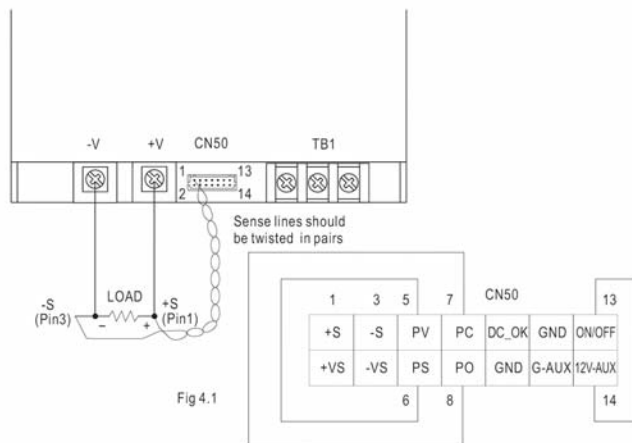 -V +V CN50 TB1
1 13
2 14
Sense lines should
be twisted in pairs
-S LOAD +S
(Pin3) − + (Pin1)
1 3 5 7 CN50 13
+S -S PV PC DC_OK GND ON/OFF
+VS -VS PS PO GND G-AUX 12V-AUX
Fig 4.1 6 8 14